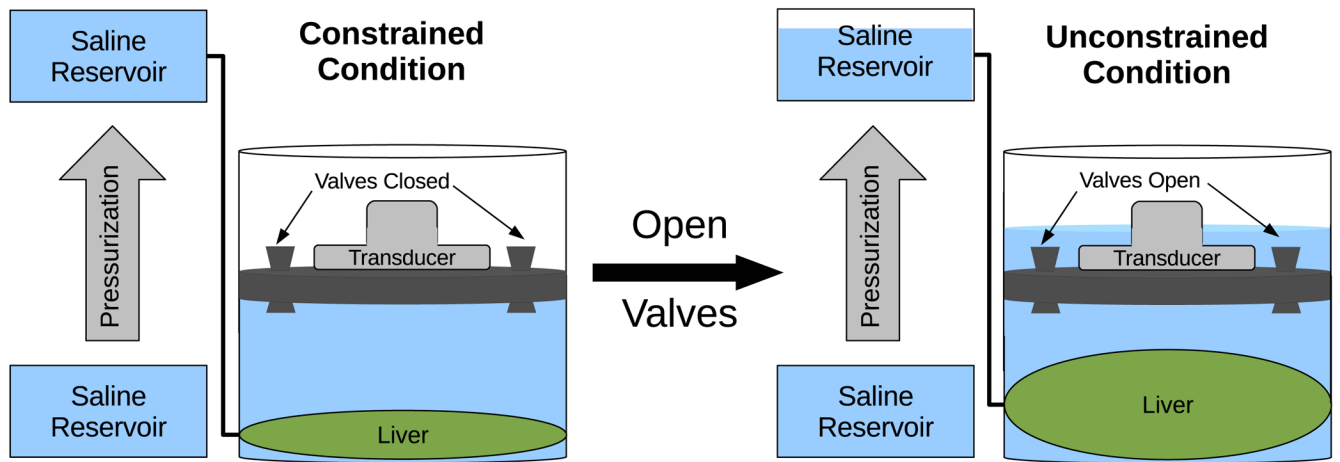 Saline
Reservoir
Constrained
Condition
Pressurization
Valves Closed
Transducer
Saline
Reservoir
Liver
Open
Valves
Saline
Reservoir
Unconstrained
Condition
Pressurization
Valves Open
Transducer
Saline
Reservoir
Liver